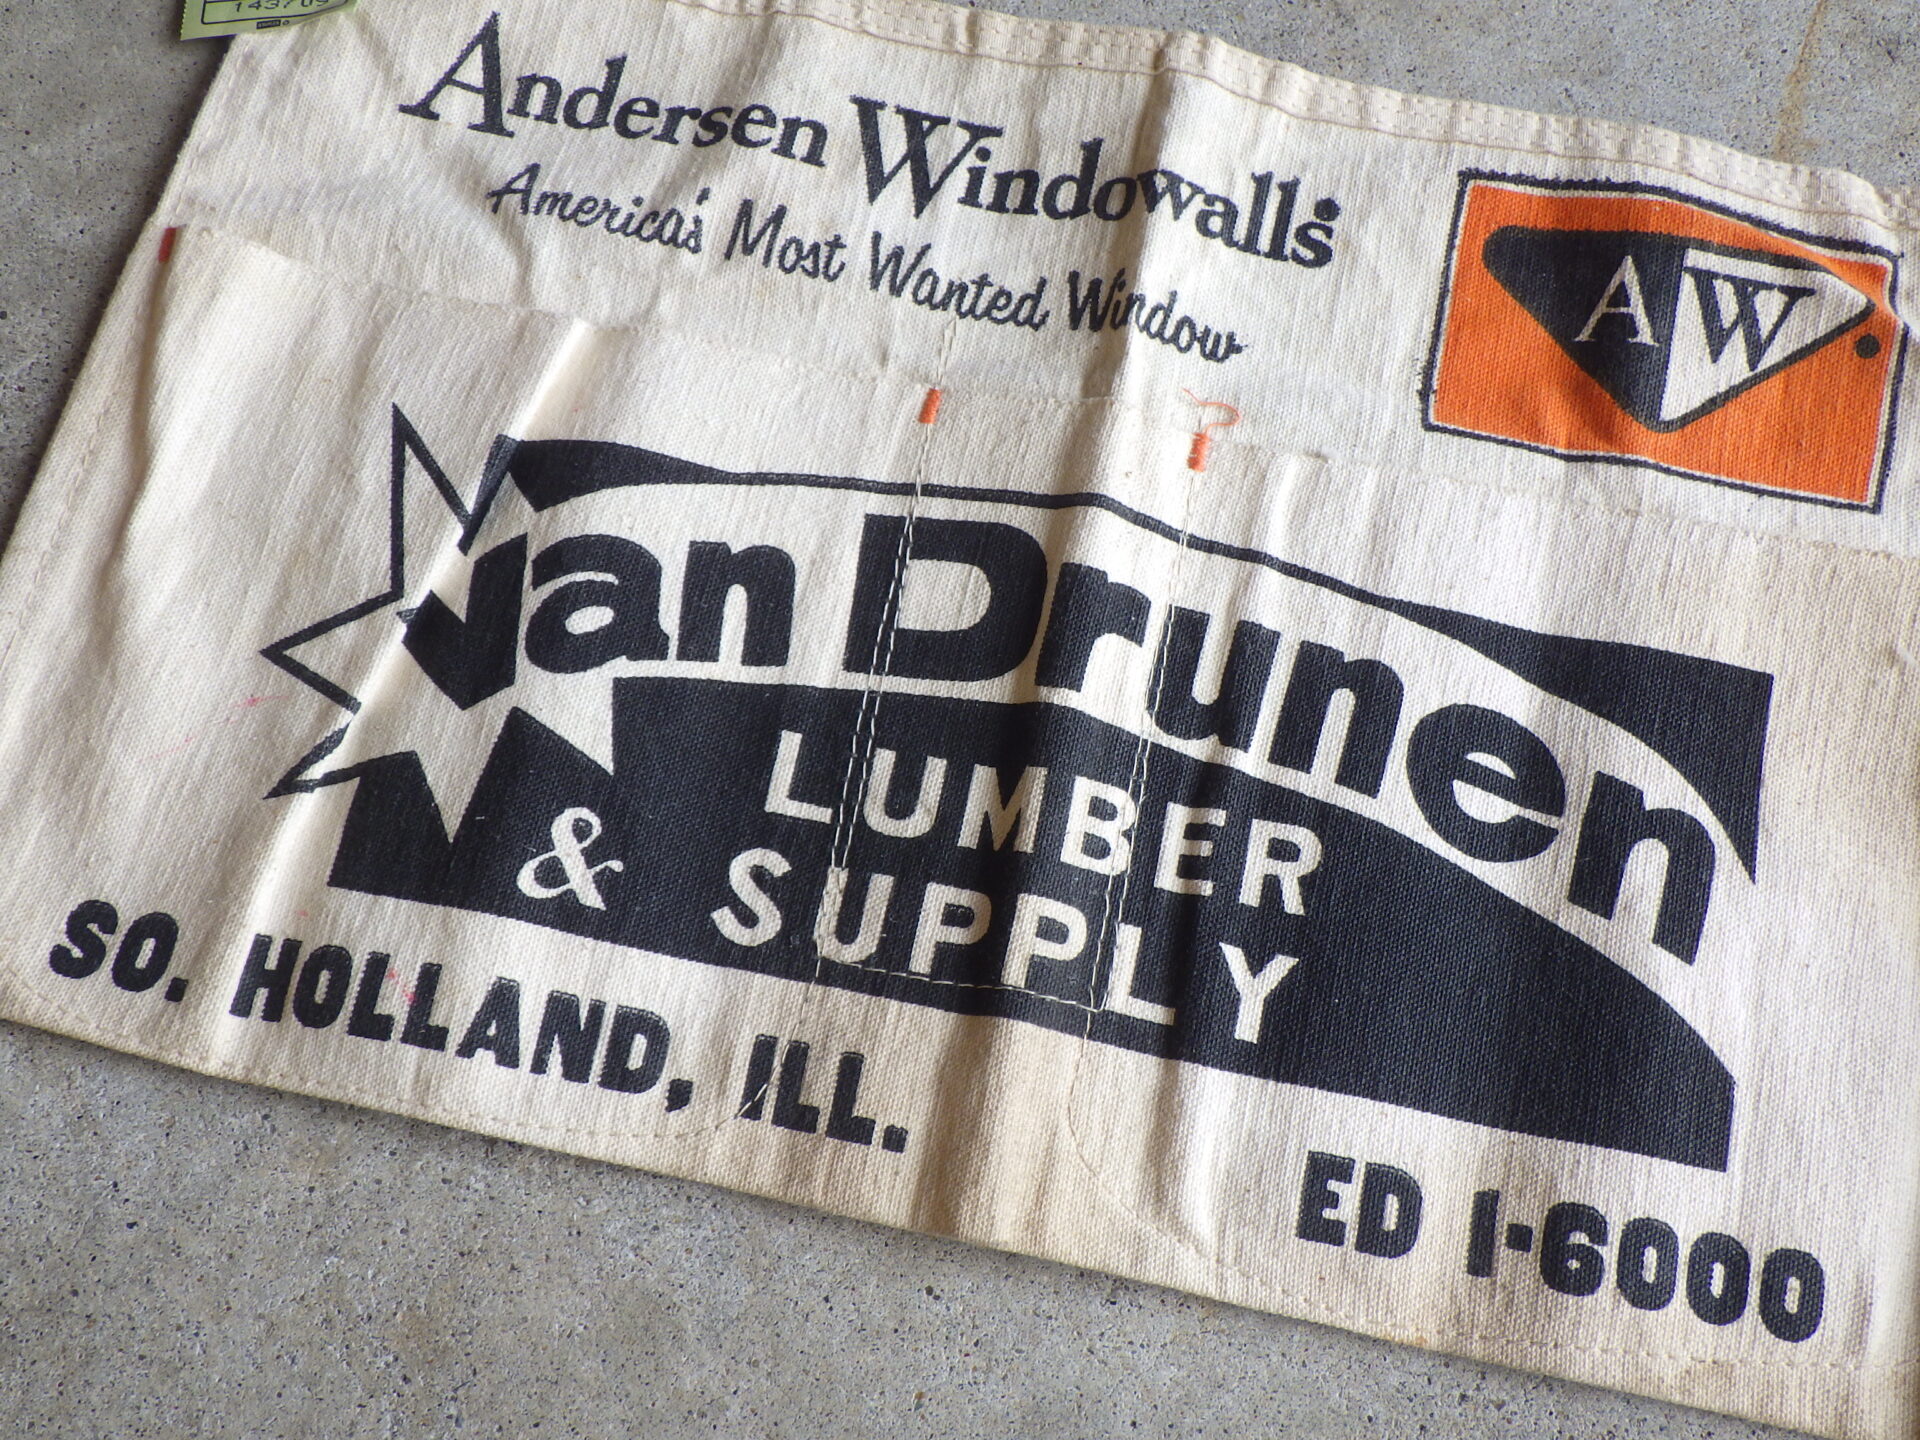 Andersen Windowalls
America's Most Wanted Window
AW
Van Drunen
LUMBER
& SUPPLY
SO. HOLLAND, ILL.
ED 1-6000